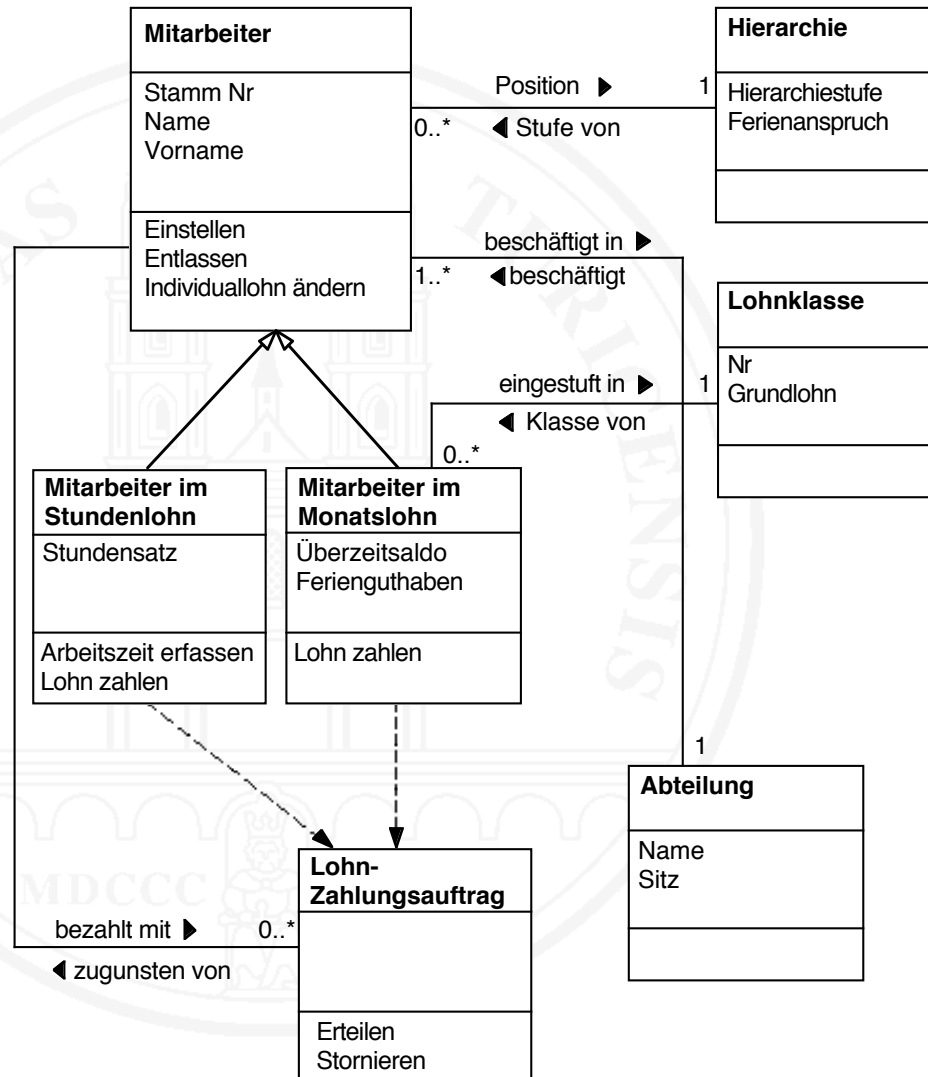 Mitarbeiter
Stamm Nr
Name
Vorname
Einstellen
Entlassen
Individuallohn ändern
Position ▶
0..*
◀ Stufe von
1
Hierarchie
Hierarchiestufe
Ferienanspruch
beschäftigt in ▶
1..*
◀ beschäftigt
Lohnklasse
Nr
Grundlohn
eingestuft in ▶
1
◀ Klasse von
0..*
Mitarbeiter im
Stundenlohn
Stundensatz
Arbeitszeit erfassen
Lohn zahlen
Mitarbeiter im
Monatslohn
Überzeitsaldo
Ferienguthaben
Lohn zahlen
1
Abteilung
Name
Sitz
Lohn-
Zahlungsauftrag
Erteilen
Stornieren
bezahlt mit ▶
0..*
◀ zugunsten von
MDCCC
TURICENSIS
AS